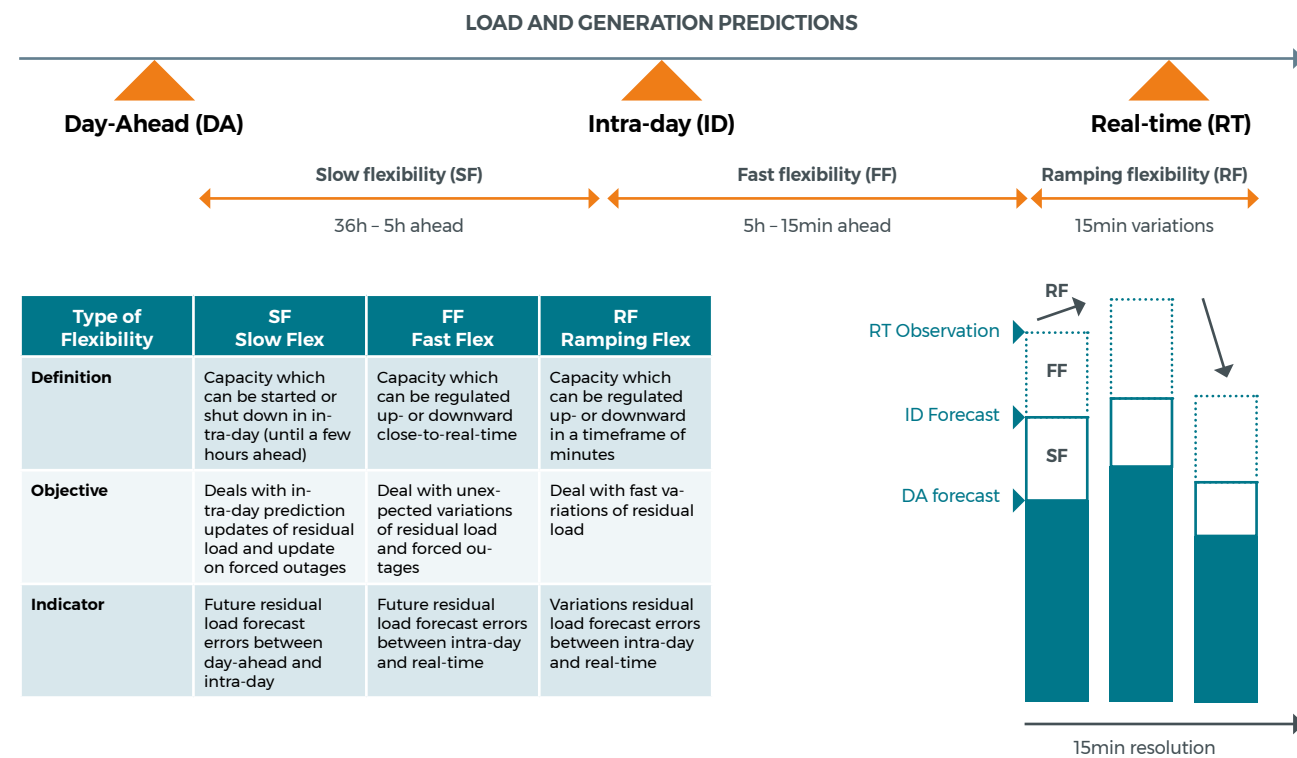 LOAD AND GENERATION PREDICTIONS
Day-Ahead (DA)
Intra-day (ID)
Real-time (RT)
Slow flexibility (SF)
Fast flexibility (FF)
Ramping flexibility (RF)
36h – 5h ahead
5h – 15min ahead
15min variations
Type of
Flexibility
SF
Slow Flex
FF
Fast Flex
RF
Ramping Flex
Definition
Capacity which
can be started or
shut down in in-
tra-day (until a few
hours ahead)
Capacity which
can be regulated
up- or downward
close-to-real-time
Capacity which
can be regulated
up- or downward
in a timeframe of
minutes
Objective
Deals with in-
tra-day prediction
updates of residual
load and update
on forced outages
Deal with unex-
pected variations
of residual load
and forced ou-
tages
Deal with fast va-
riations of residual
load
Indicator
Future residual
load forecast
errors between
day-ahead and
intra-day
Future residual
load forecast errors
between intra-day
and real-time
Variations residual
load forecast errors
between intra-day
and real-time
RF
RT Observation
FF
ID Forecast
SF
DA forecast
15min resolution